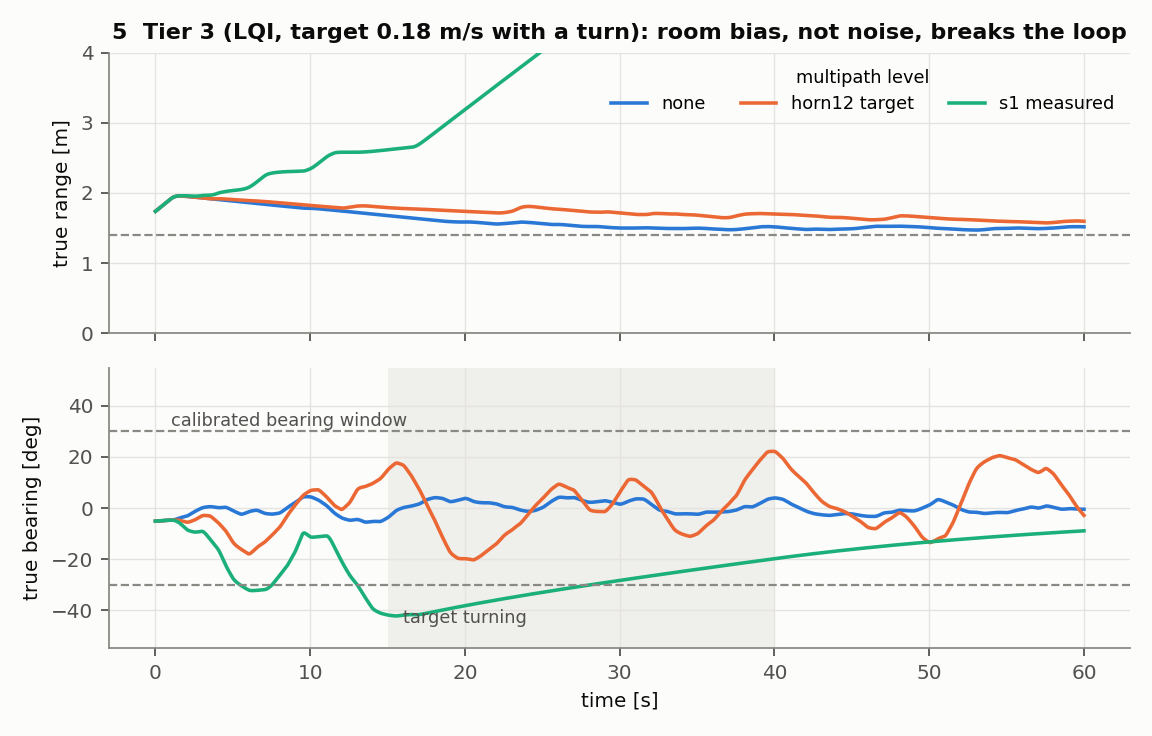 5 Tier 3 (LQI, target 0.18 m/s with a turn): room bias, not noise, breaks the loop
true range [m]
4
3
2
1
0
multipath level
none
horn12 target
s1 measured
true bearing [deg]
40
20
0
−20
−40
calibrated bearing window
target turning
0 10 20 30 40 50 60
time [s]